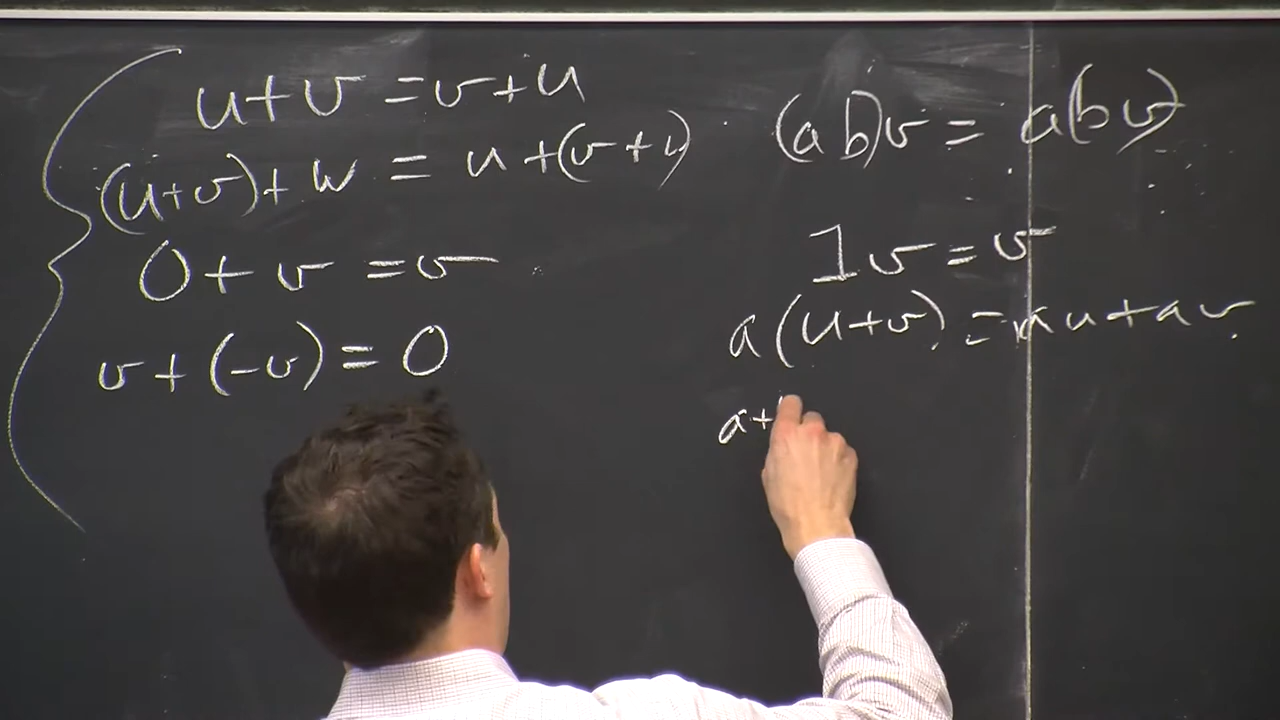 u+v = v+u
(u+v)+w = u+(v+
0+v = v
v+(-v) = 0
(ab)v = a(bv)
1v = v
a(u+v) = au+av
a+